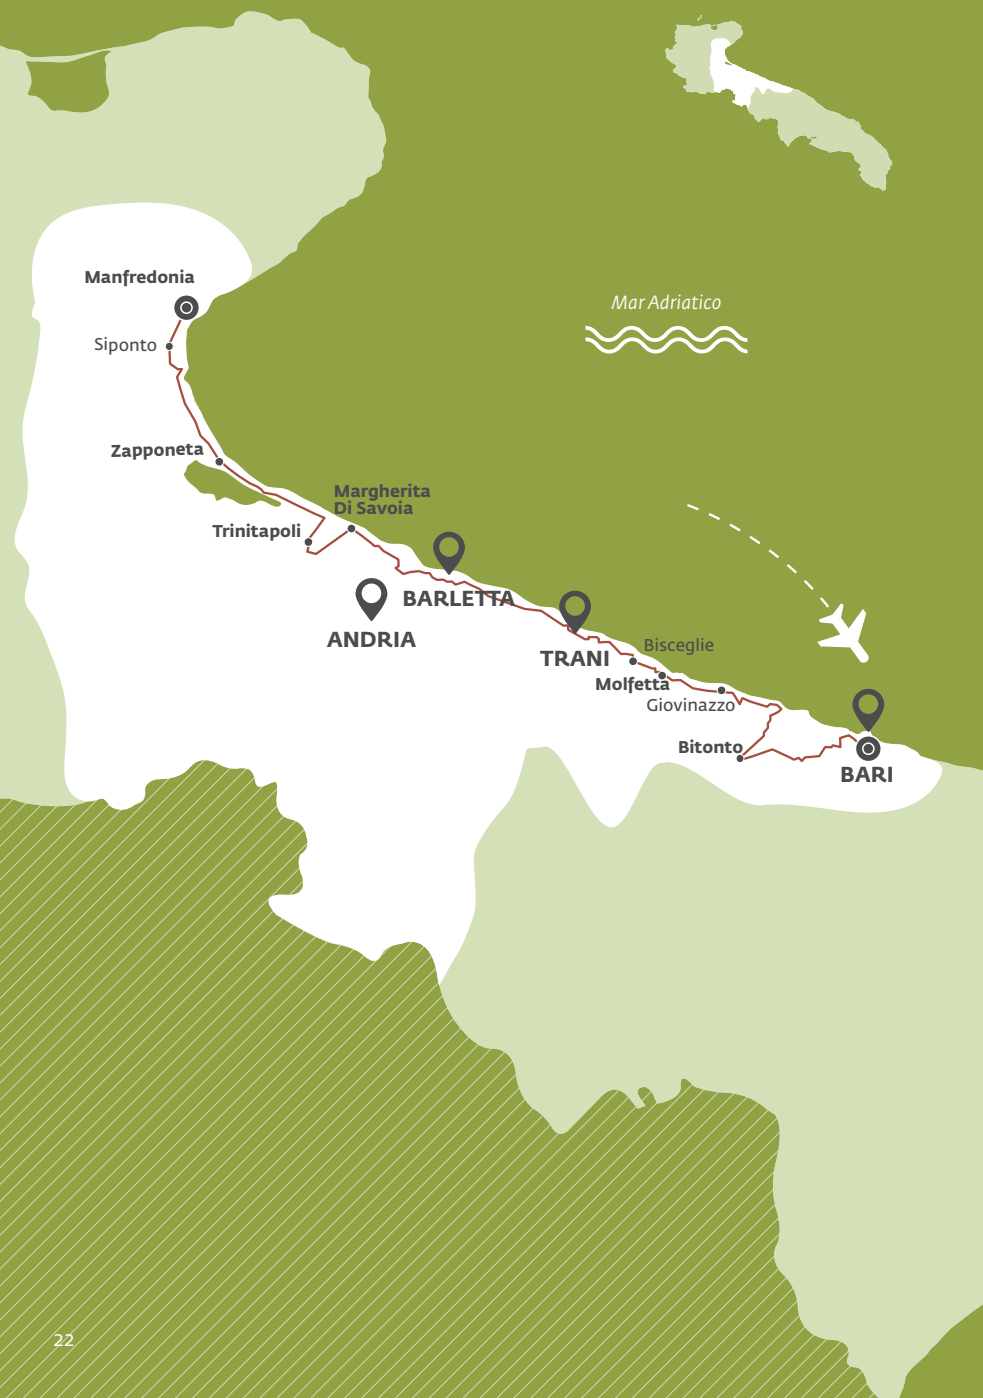 Manfredonia
Mar Adriatico
Siponto
Zapponeta
Margherita
Di Savoia
Trinitapoli
BARLETTA
ANDRIA
Bisceglie
TRANI
Molfetta
Giovinazzo
Bitonto
BARI
22